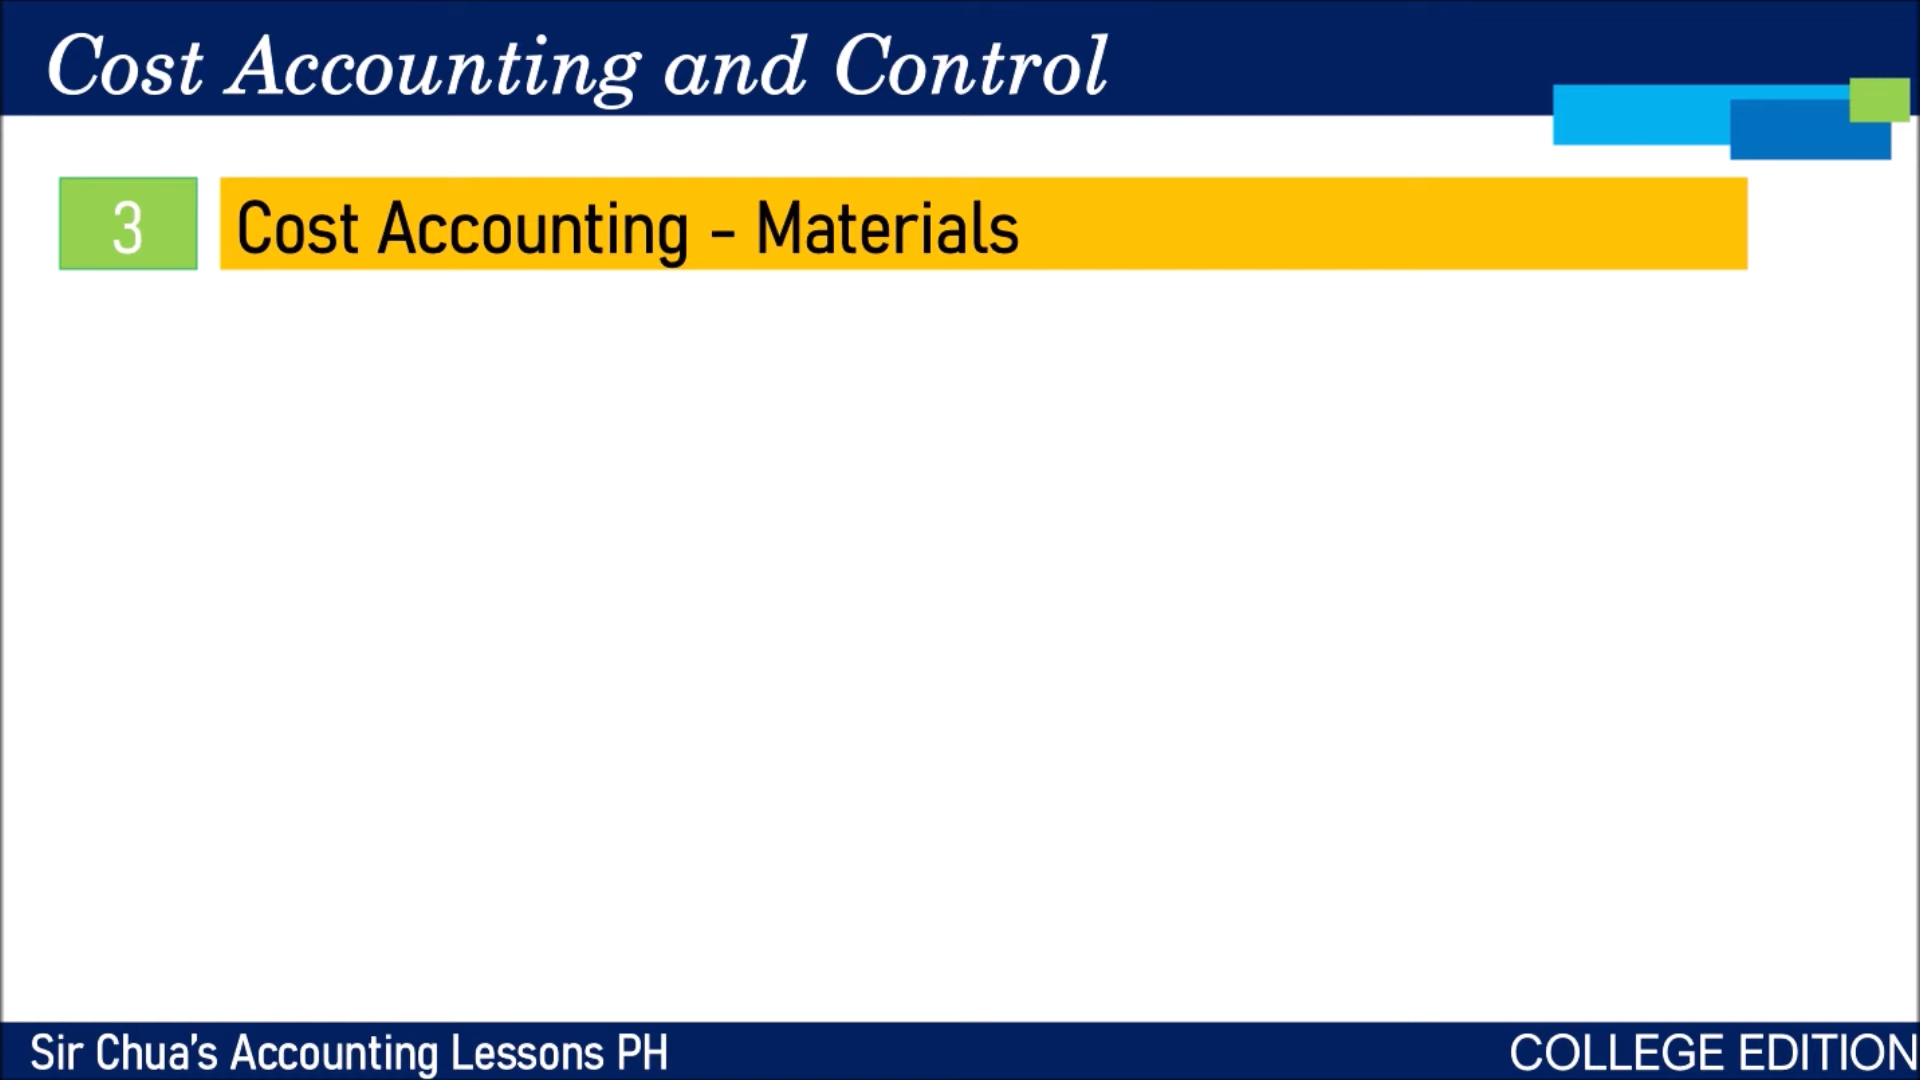 Cost Accounting and Control
3 Cost Accounting - Materials
Sir Chua's Accounting Lessons PH
COLLEGE EDITION